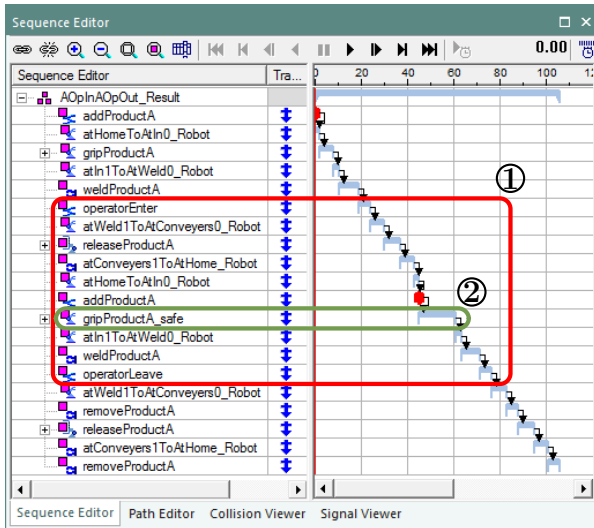 Sequence Editor
0.00
Sequence Editor Tra... 0 20 40 60 80 100 12
AOpInAOpOut_Result
addProductA
atHomeToAtIn0_Robot
gripProductA
atIn1ToAtWeld0_Robot
①
weldProductA
operatorEnter
atWeld1ToAtConveyers0_Robot
releaseProductA
atConveyers1ToAtHome_Robot
atHomeToAtIn0_Robot
addProductA
②
gripProductA_safe
atIn1ToAtWeld0_Robot
weldProductA
operatorLeave
atWeld1ToAtConveyers0_Robot
removeProductA
releaseProductA
atConveyers1ToAtHome_Robot
removeProductA
Sequence Editor Path Editor Collision Viewer Signal Viewer